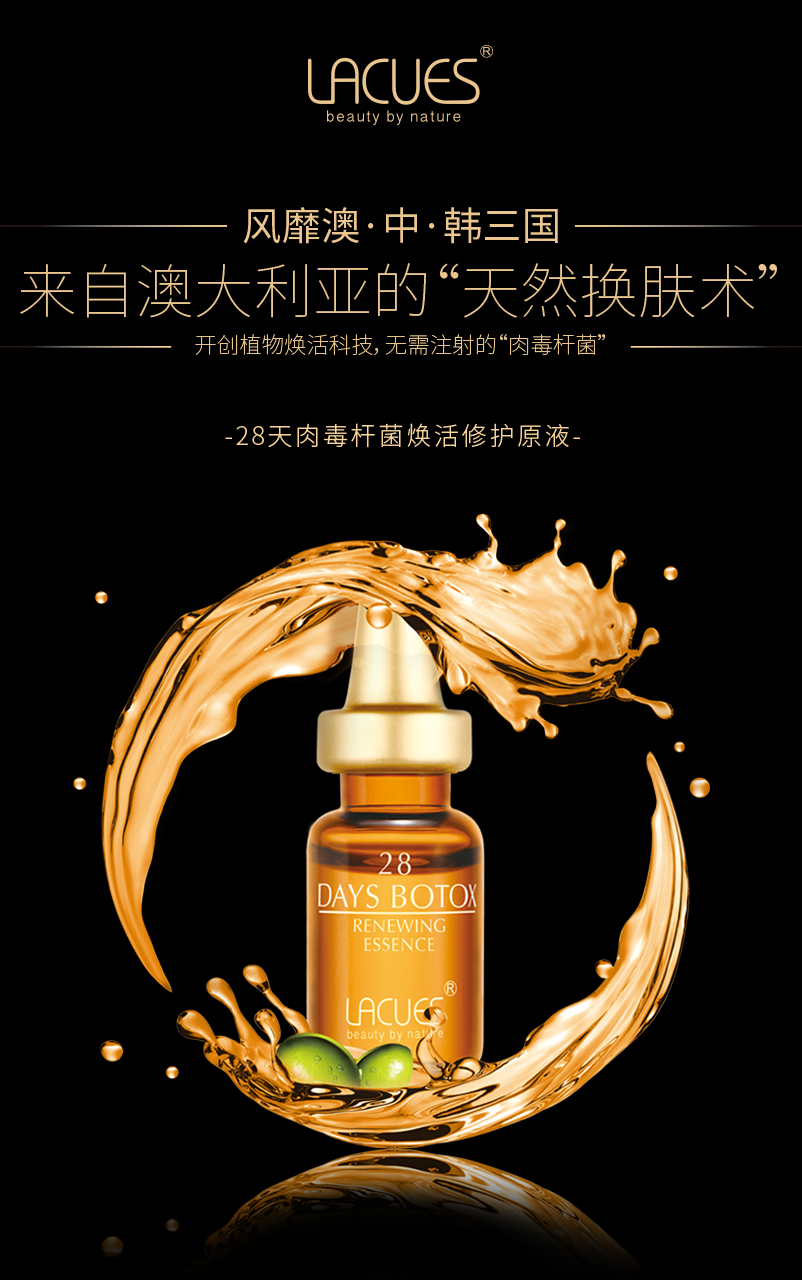 LACUES®
beauty by nature
风靡澳·中·韩三国
来自澳大利亚的“天然换肤术”
开创植物焕活科技, 无需注射的“肉毒杆菌”
-28天肉毒杆菌焕活修护原液-
28
DAYS BOTOX
RENEWING
ESSENCE
LACUES®
beauty by nature